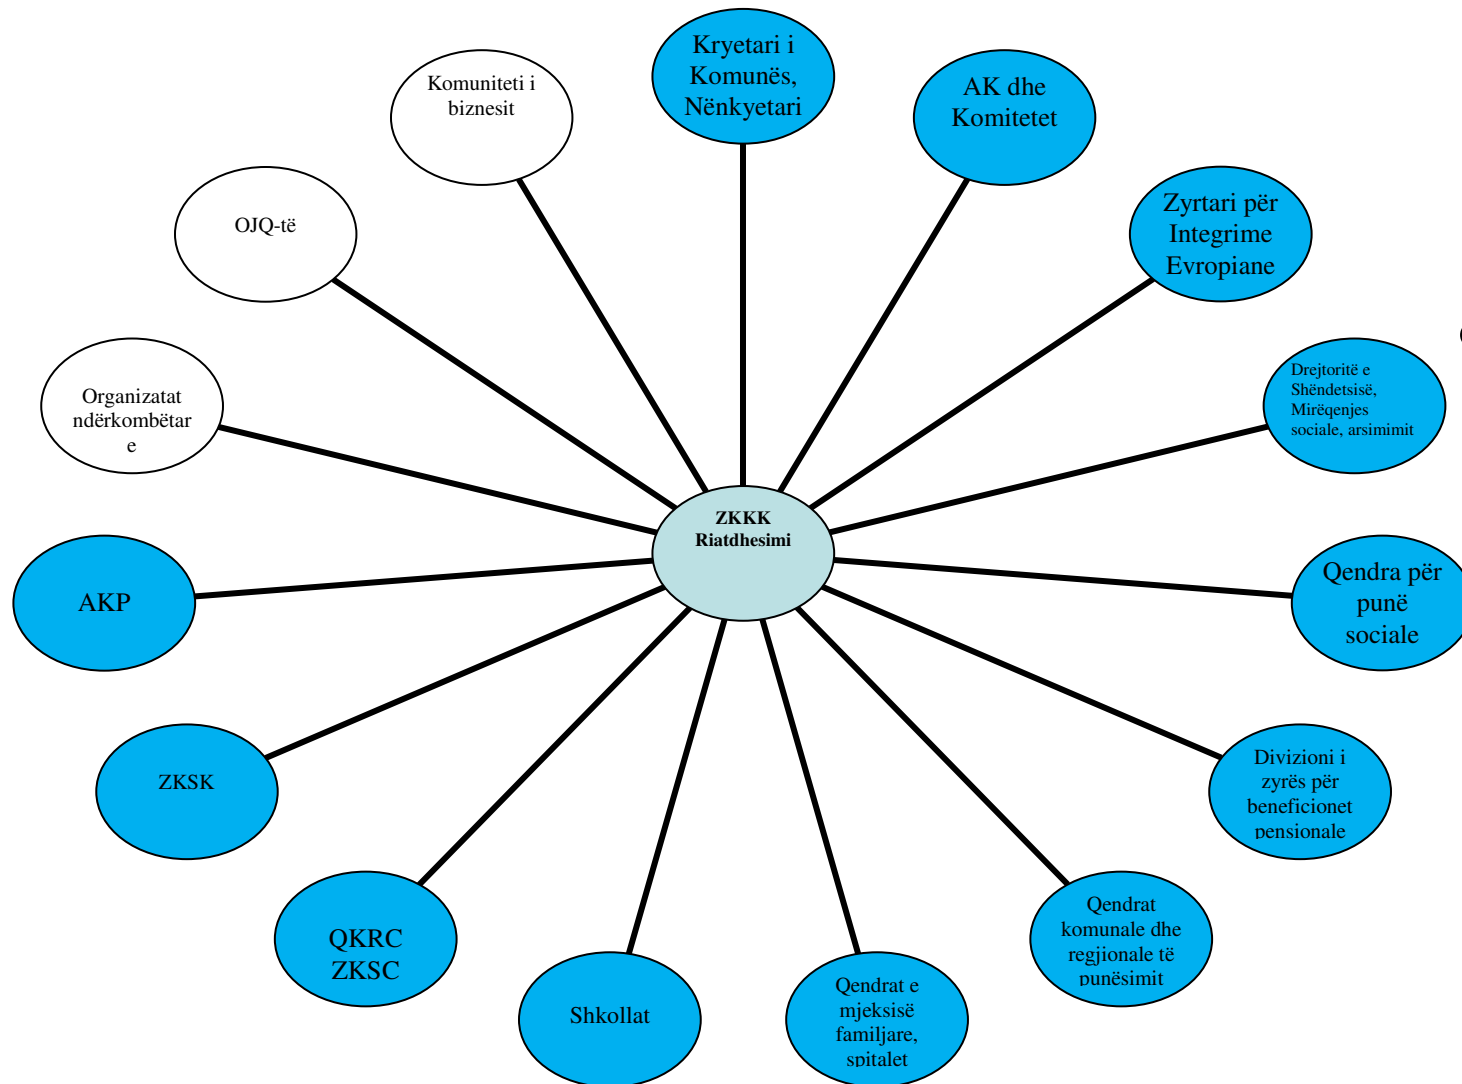 Kryetari i
Komunës,
Nënkyetari
Komuniteti i
biznesit
AK dhe
Komitetet
OJQ-të
Zyrtari për
Integrime
Evropiane
Organizatat
ndërkombëtar
e
Drejtoritë e
Shëndetsisë,
Mirëqenjes
sociale, arsimimit
ZKKK
Riatdhesimi
AKP
Qendra për
punë
sociale
ZKSK
Divizioni i
zyrës për
beneficionet
pensionale
QKRC
ZKSC
Qendrat
komunale dhe
regjionale të
punësimit
Shkollat
Qendrat e
mjeksisë
familjare,
spitalet